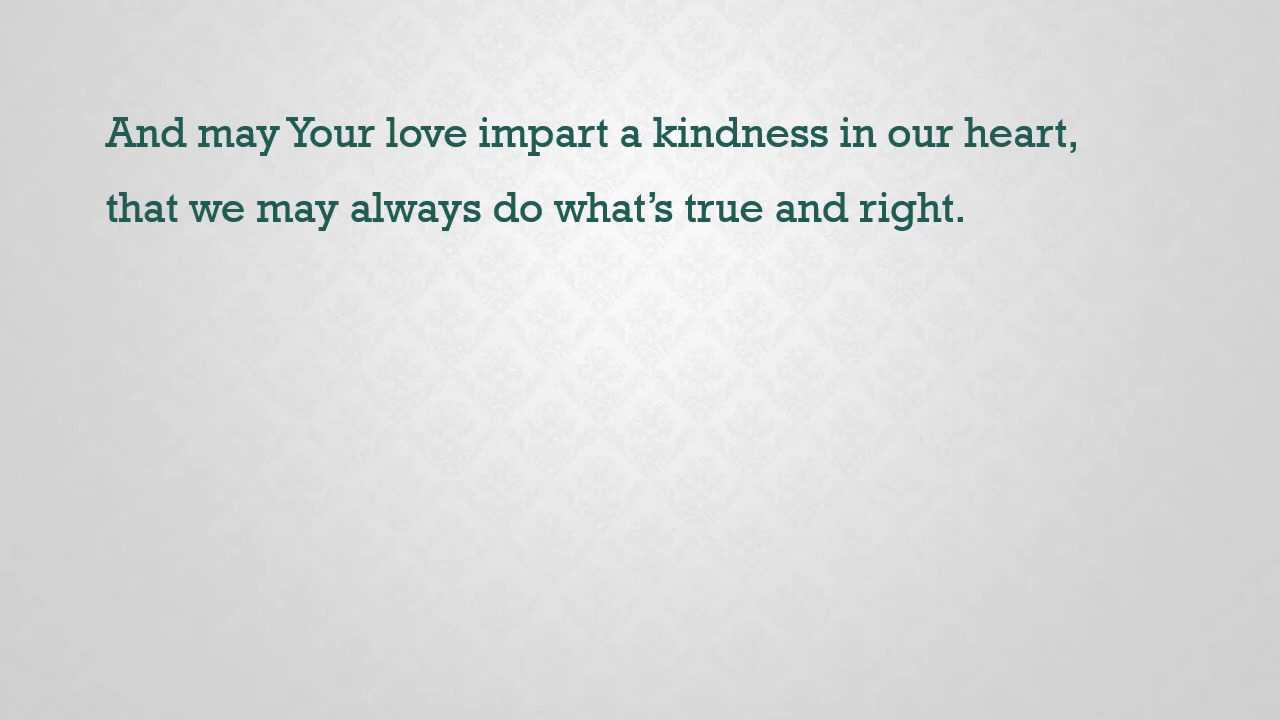 And may Your love impart a kindness in our heart,
that we may always do what’s true and right.